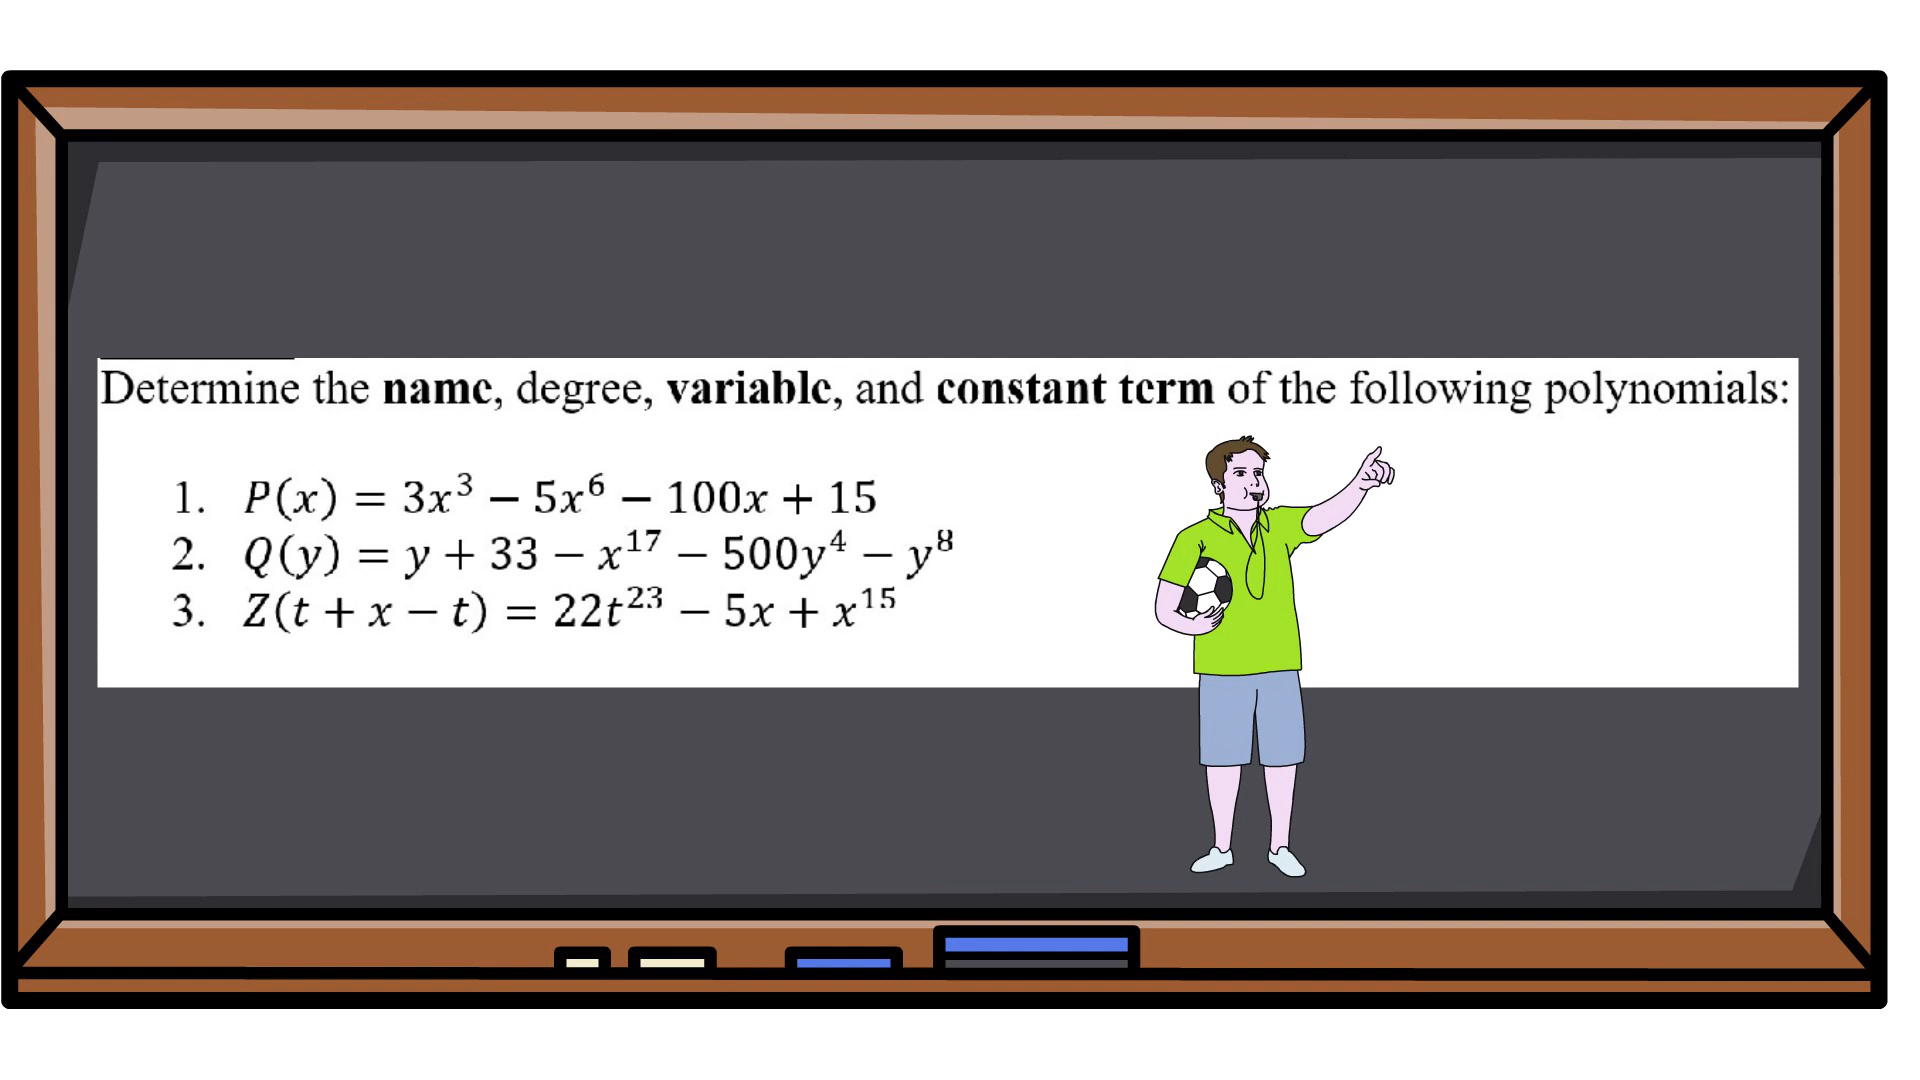 Determine the name, degree, variable, and constant term of the following polynomials:
1. P(x) = 3x³ − 5x⁶ − 100x + 15
2. Q(y) = y + 33 − x¹⁷ − 500y⁴ − y⁸
3. Z(t + x − t) = 22t²³ − 5x + x¹⁵